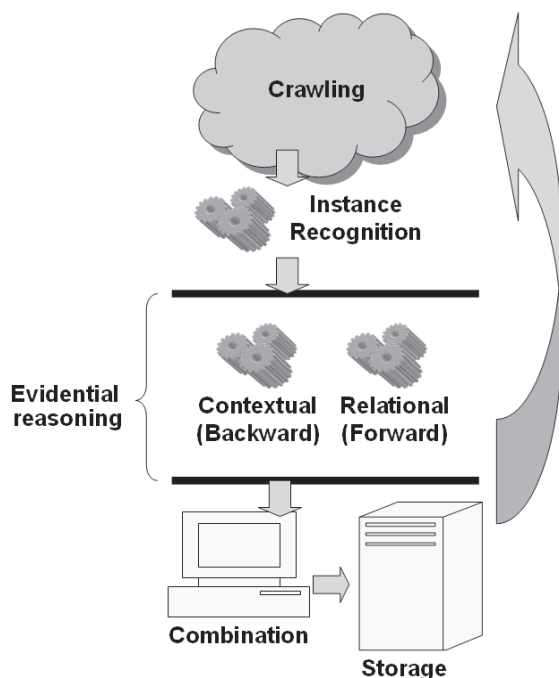 Crawling
Instance
Recognition
Evidential
reasoning
Contextual
(Backward)
Relational
(Forward)
Combination
Storage